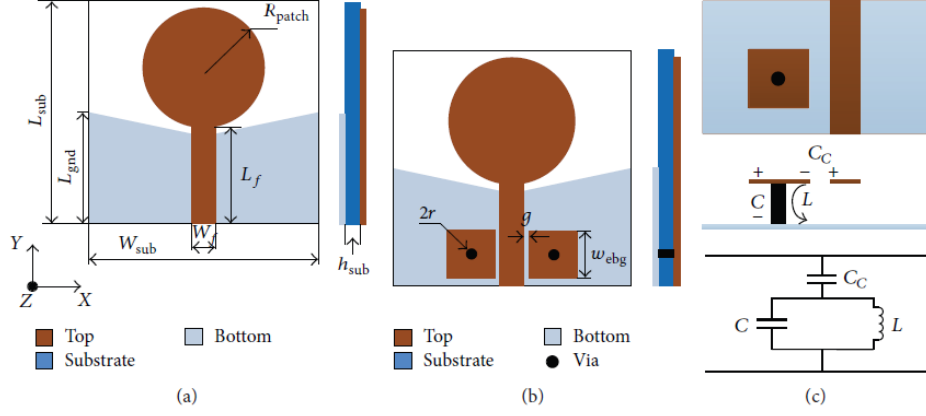 R_patch
L_sub
L_gnd
L_f
W_f
W_sub
h_sub
Y
Z
X
Top
Bottom
Substrate
(a)
2r
g
w_ebg
Top
Bottom
Substrate
Via
(b)
C_C
+ − +
C
L
−
C_C
C
L
(c)